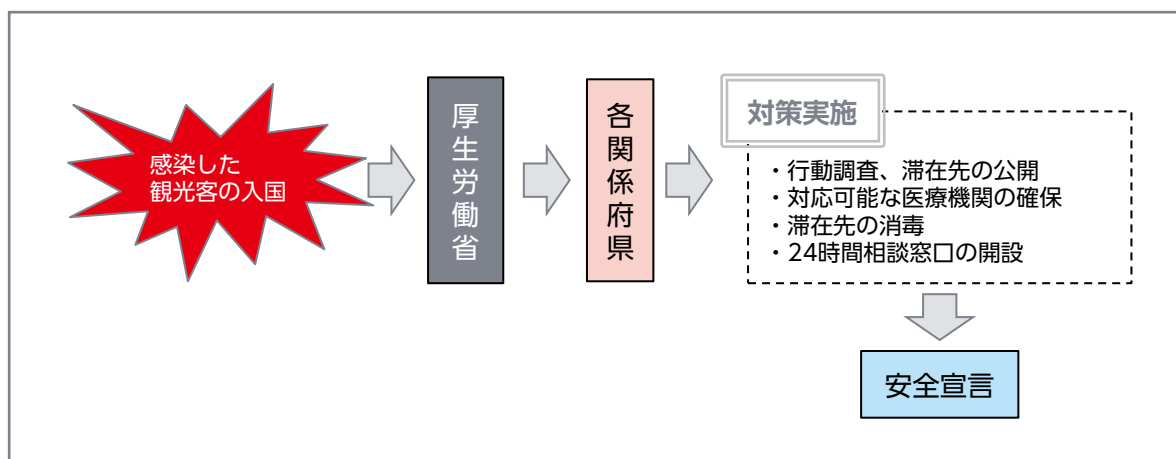 感染した
観光客の入国
厚生労働省
各関係府県
対策実施
・行動調査、滞在先の公開
・対応可能な医療機関の確保
・滞在先の消毒
・24時間相談窓口の開設
安全宣言